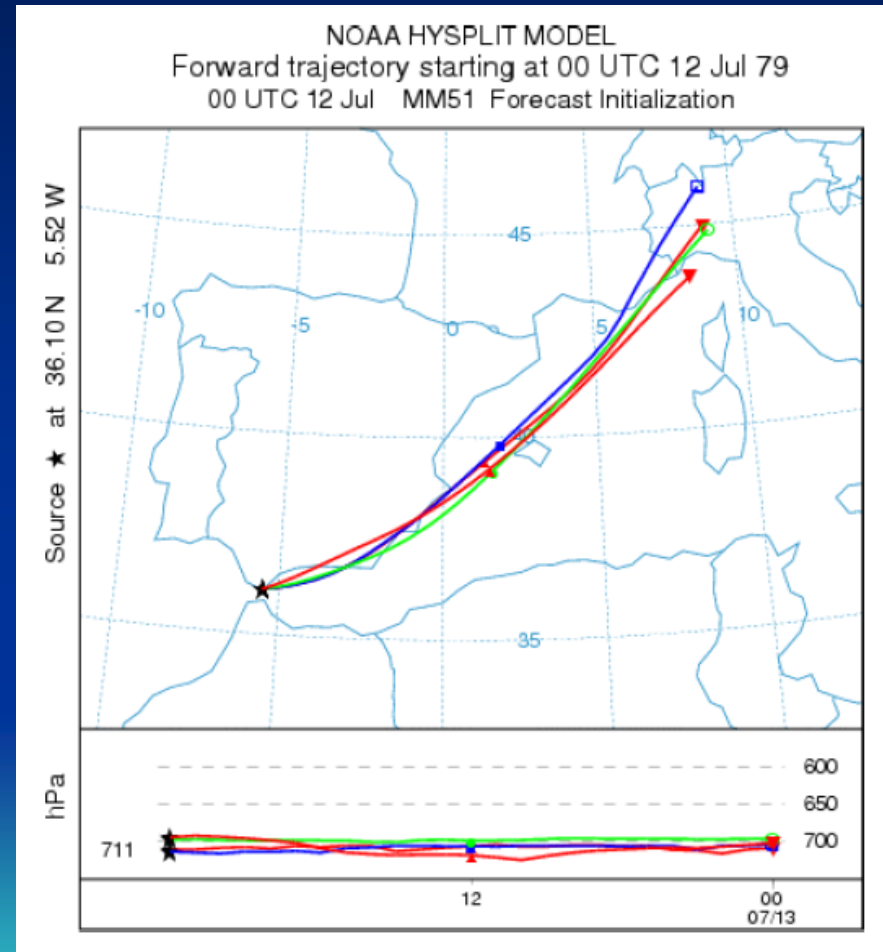 NOAA HYSPLIT MODEL
Forward trajectory starting at 00 UTC 12 Jul 79
00 UTC 12 Jul MM51 Forecast Initialization
Source ★ at 36.10 N 5.52 W
45
-10
-5
0
5
10
35
hPa
600
650
700
711
12
00
07/13